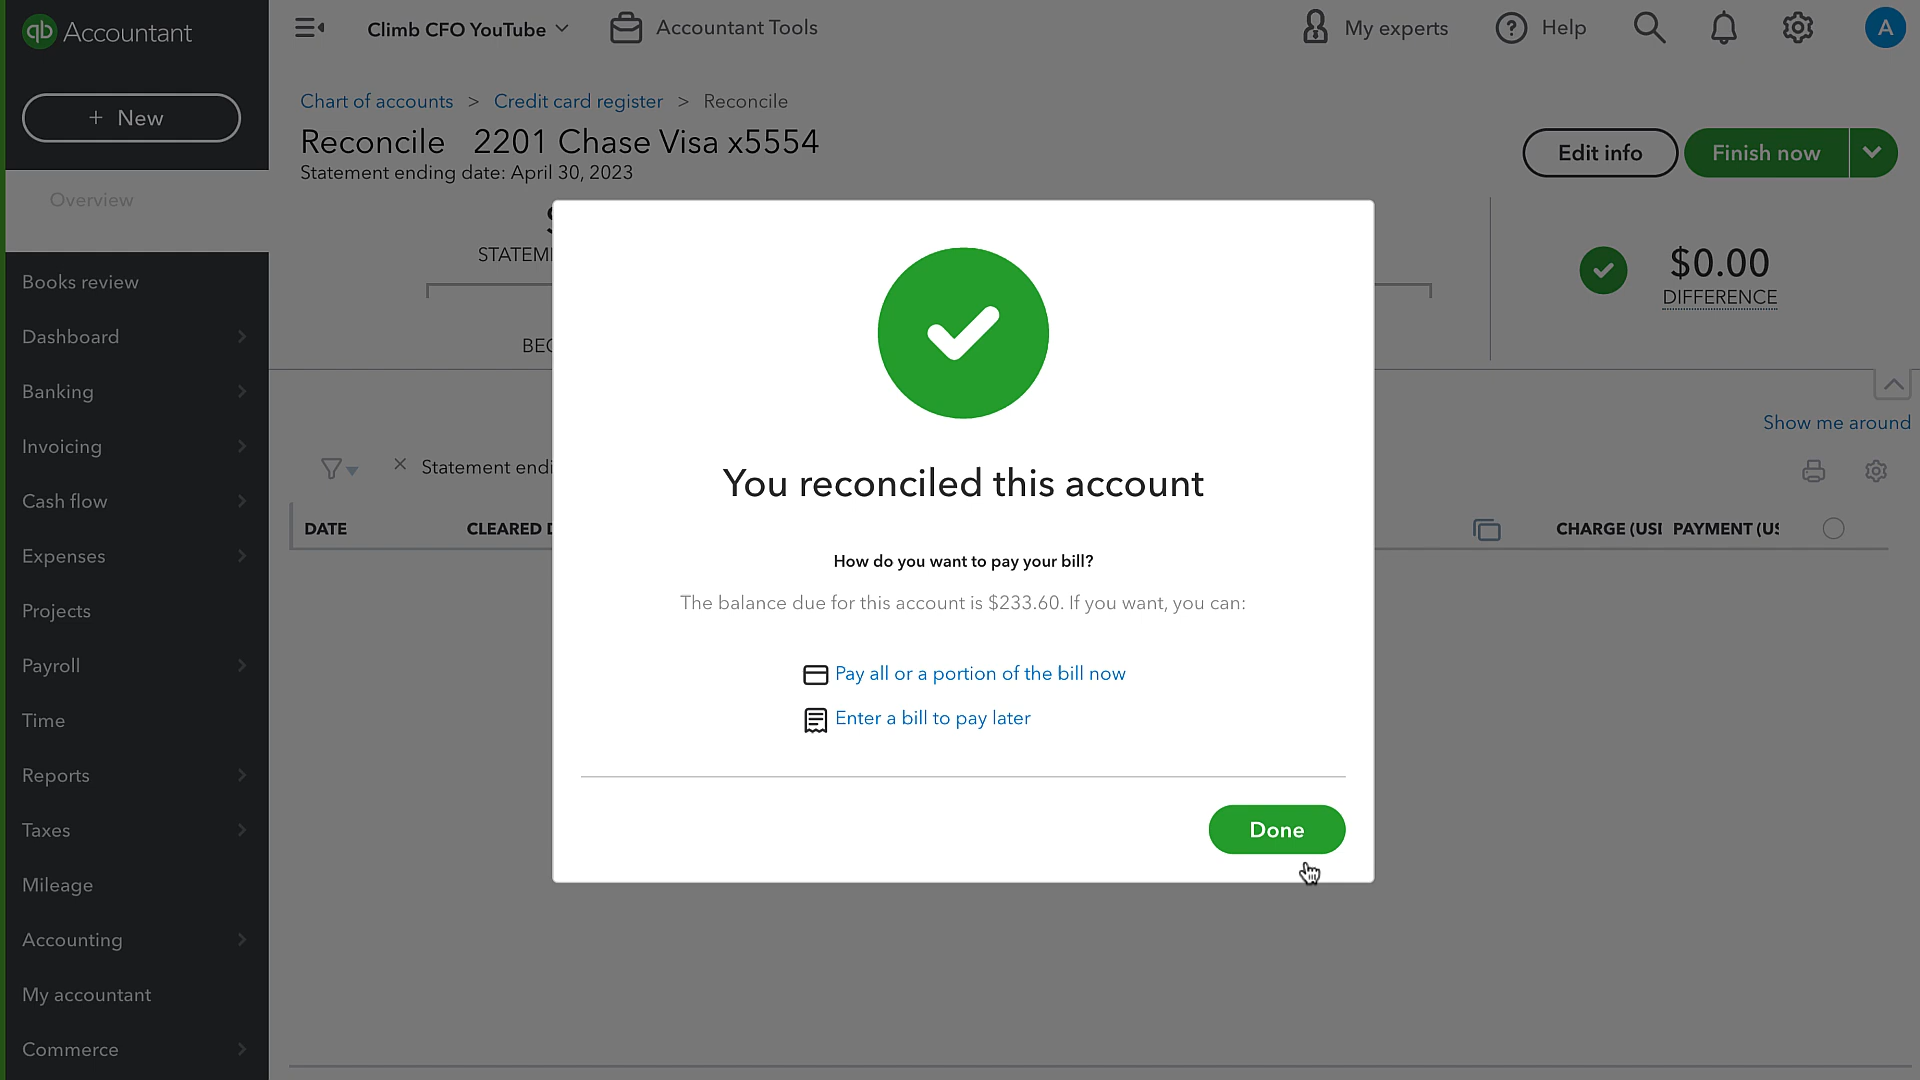 qb Accountant
Climb CFO YouTube
Accountant Tools
My experts
Help
A
+ New
Overview
Books review
Dashboard
Banking
Invoicing
Cash flow
Expenses
Projects
Payroll
Time
Reports
Taxes
Mileage
Accounting
My accountant
Commerce
Chart of accounts > Credit card register > Reconcile
Reconcile 2201 Chase Visa x5554
Statement ending date: April 30, 2023
Edit info
Finish now
$0.00
DIFFERENCE
Show me around
DATE
CLEARED
CHARGE
PAYMENT
You reconciled this account
How do you want to pay your bill?
The balance due for this account is $233.60. If you want, you can:
Pay all or a portion of the bill now
Enter a bill to pay later
Done